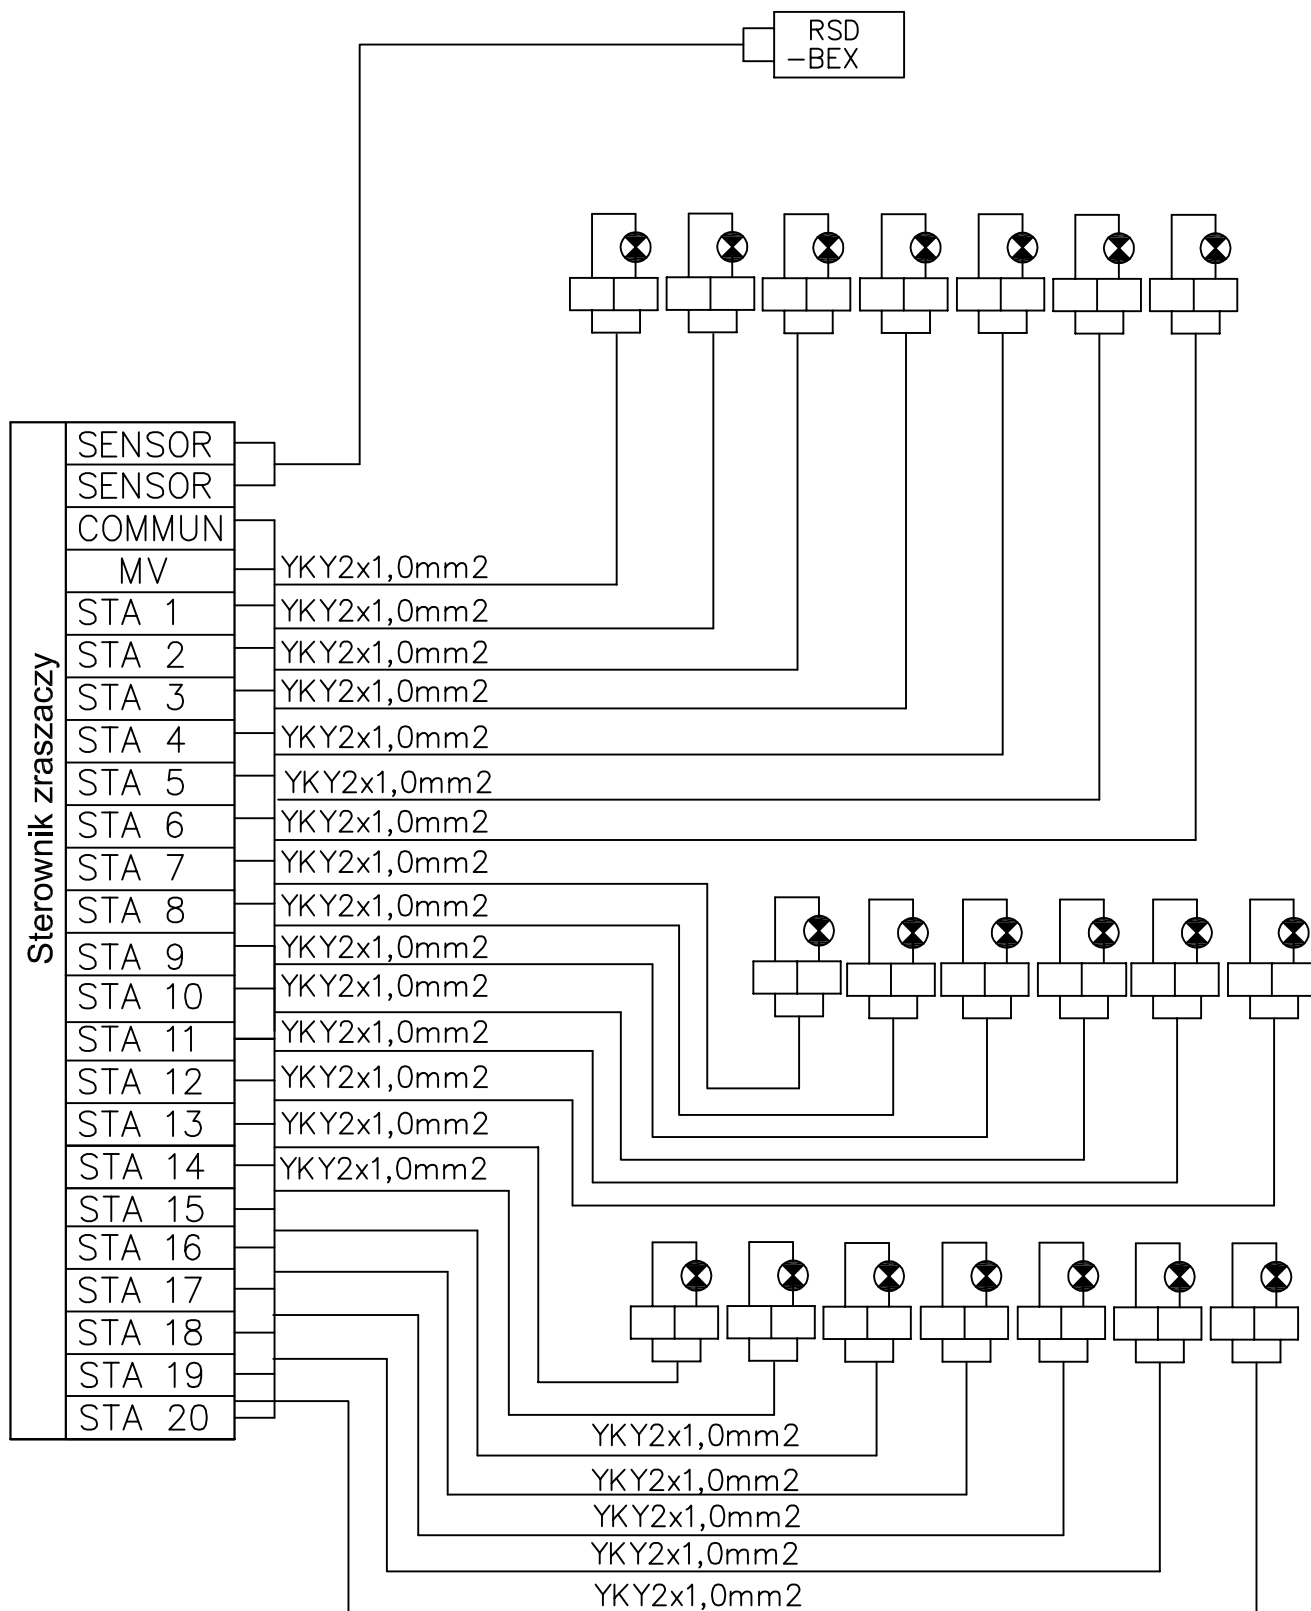 RSD
-BEX
Sterownik zraszaczy
SENSOR
SENSOR
COMMUN
MV
YKY2x1,0mm2
STA 1
YKY2x1,0mm2
STA 2
YKY2x1,0mm2
STA 3
YKY2x1,0mm2
STA 4
YKY2x1,0mm2
STA 5
YKY2x1,0mm2
STA 6
YKY2x1,0mm2
STA 7
YKY2x1,0mm2
STA 8
YKY2x1,0mm2
STA 9
YKY2x1,0mm2
STA 10
YKY2x1,0mm2
STA 11
YKY2x1,0mm2
STA 12
YKY2x1,0mm2
STA 13
YKY2x1,0mm2
STA 14
YKY2x1,0mm2
STA 15
STA 16
STA 17
STA 18
STA 19
STA 20
YKY2x1,0mm2
YKY2x1,0mm2
YKY2x1,0mm2
YKY2x1,0mm2
YKY2x1,0mm2